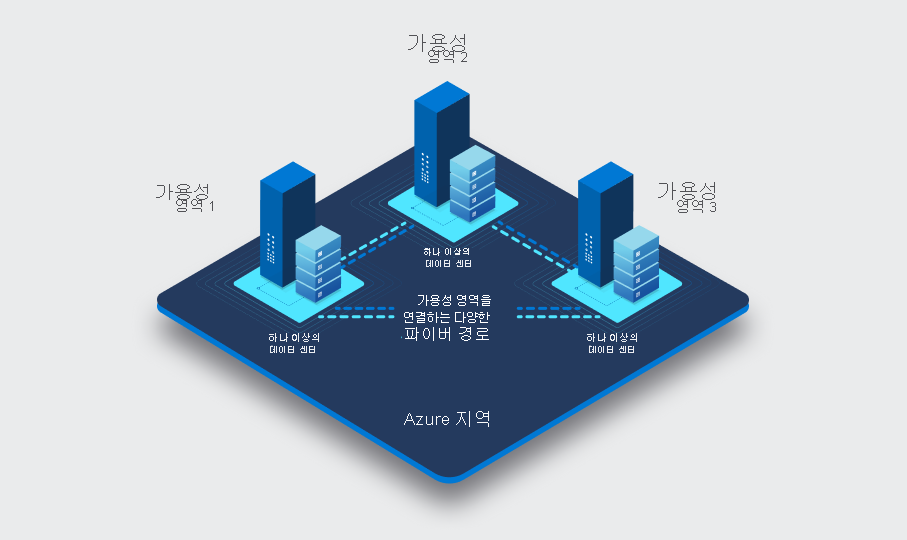 가용성
영역 2
가용성
영역 1
가용성
영역 3
하나 이상의
데이터 센터
가용성 영역을
연결하는 다양한
파이버 경로
하나 이상의
데이터 센터
하나 이상의
데이터 센터
Azure 지역